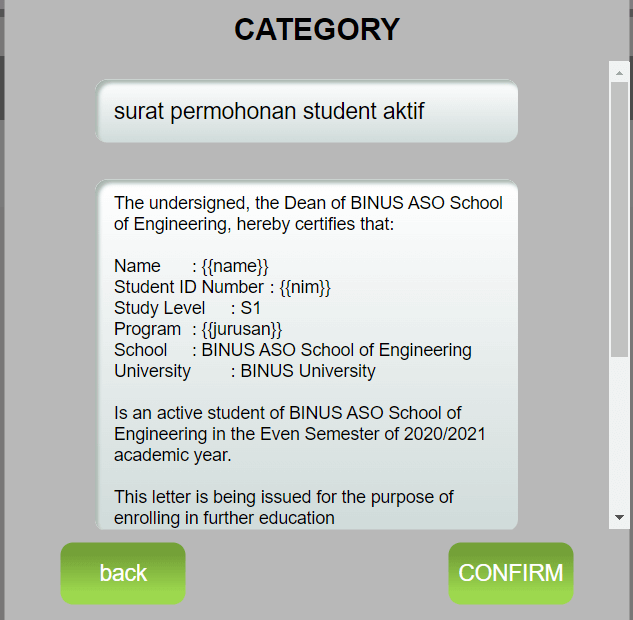 CATEGORY
surat permohonan student aktif
The undersigned, the Dean of BINUS ASO School
of Engineering, hereby certifies that:
Name : {{name}}
Student ID Number : {{nim}}
Study Level : S1
Program : {{jurusan}}
School : BINUS ASO School of Engineering
University : BINUS University
Is an active student of BINUS ASO School of
Engineering in the Even Semester of 2020/2021
academic year.
This letter is being issued for the purpose of
enrolling in further education
back
CONFIRM